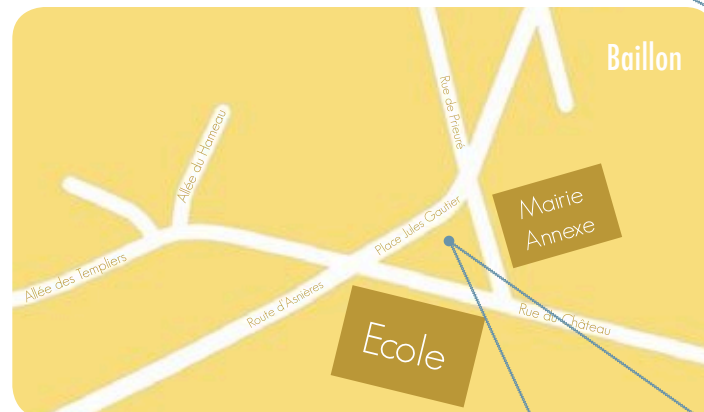 Baillon
Rue de Prieuré
Allée du Hameau
Mairie
Annexe
Place Jules Gautier
Allée des Templiers
Route d'Asnières
Rue du Château
Ecole